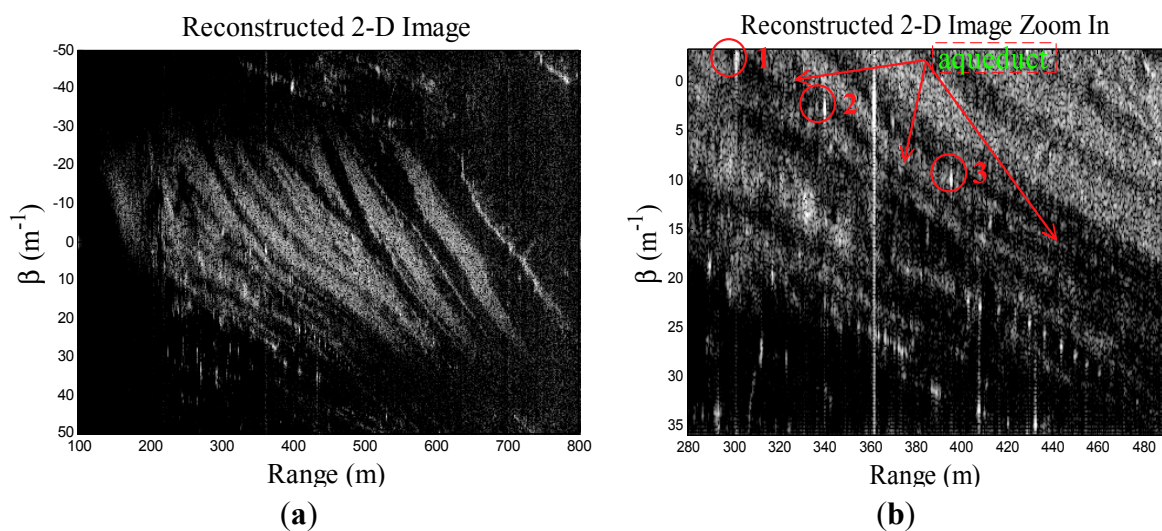 Reconstructed 2-D Image
-50
-40
-30
-20
-10
0
10
20
30
40
50
β (m⁻¹)
100 200 300 400 500 600 700 800
Range (m)
(a)
Reconstructed 2-D Image Zoom In
1
aqueduct
2
3
0
5
10
15
20
25
30
35
β (m⁻¹)
280 300 320 340 360 380 400 420 440 460 480
Range (m)
(b)